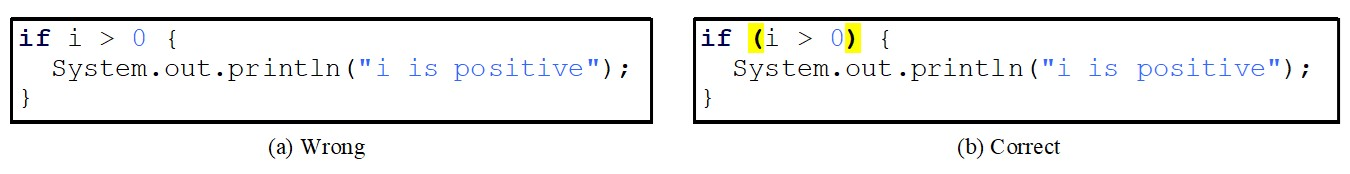 if i > 0 {
  System.out.println("i is positive");
}
(a) Wrong
if (i > 0) {
  System.out.println("i is positive");
}
(b) Correct